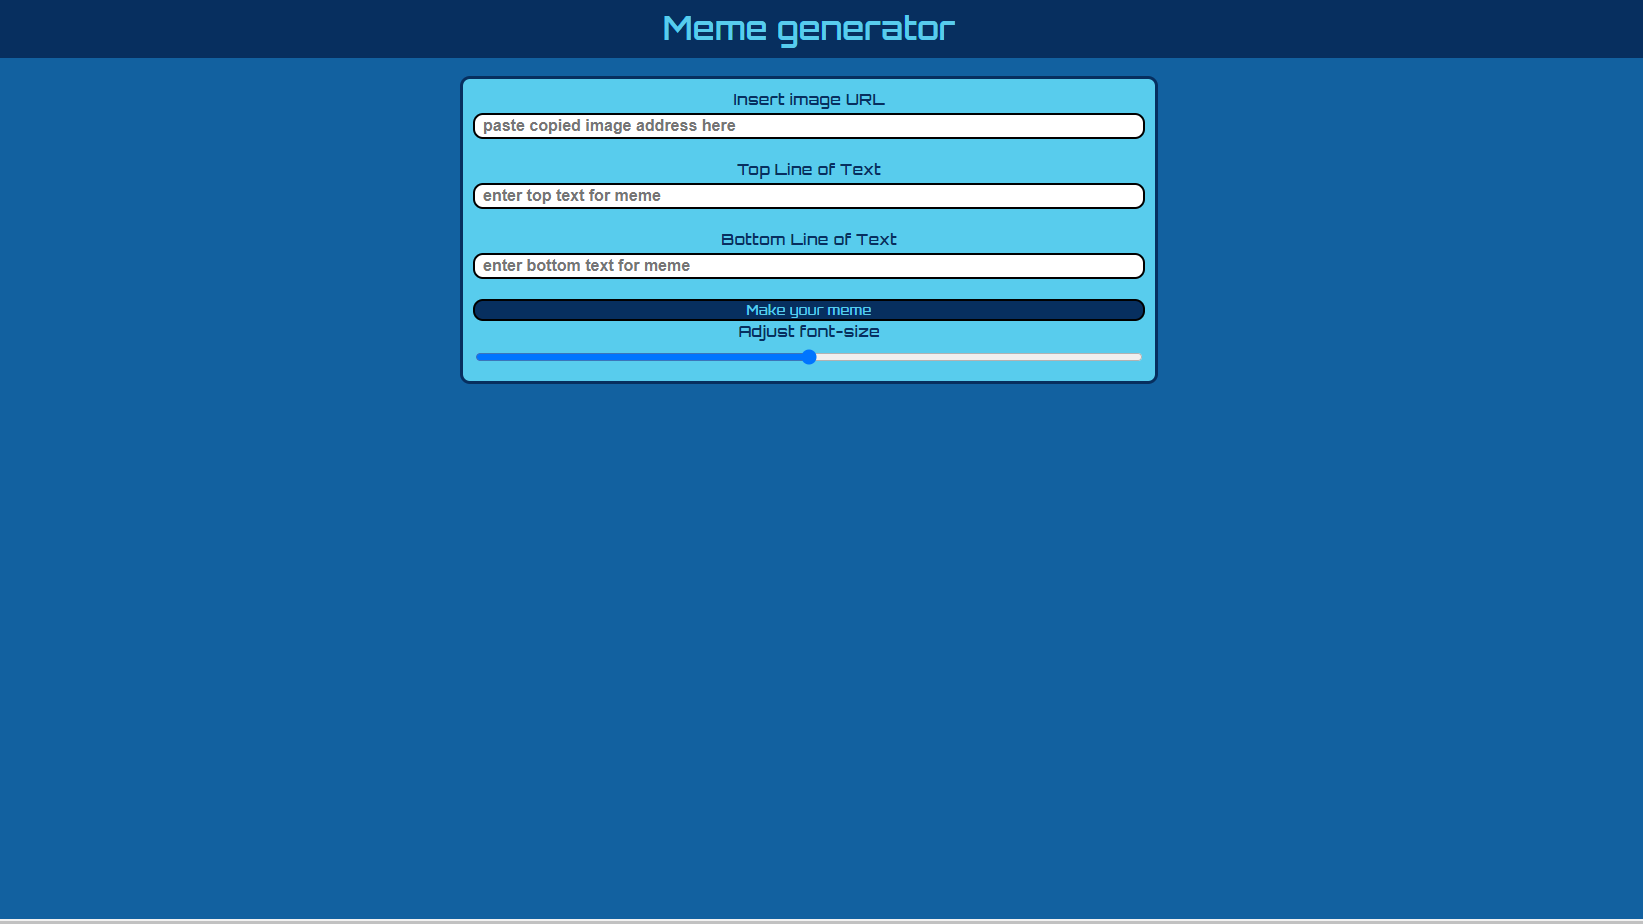 Meme generator
Insert image URL
paste copied image address here
Top Line of Text
enter top text for meme
Bottom Line of Text
enter bottom text for meme
Make your meme
Adjust font-size